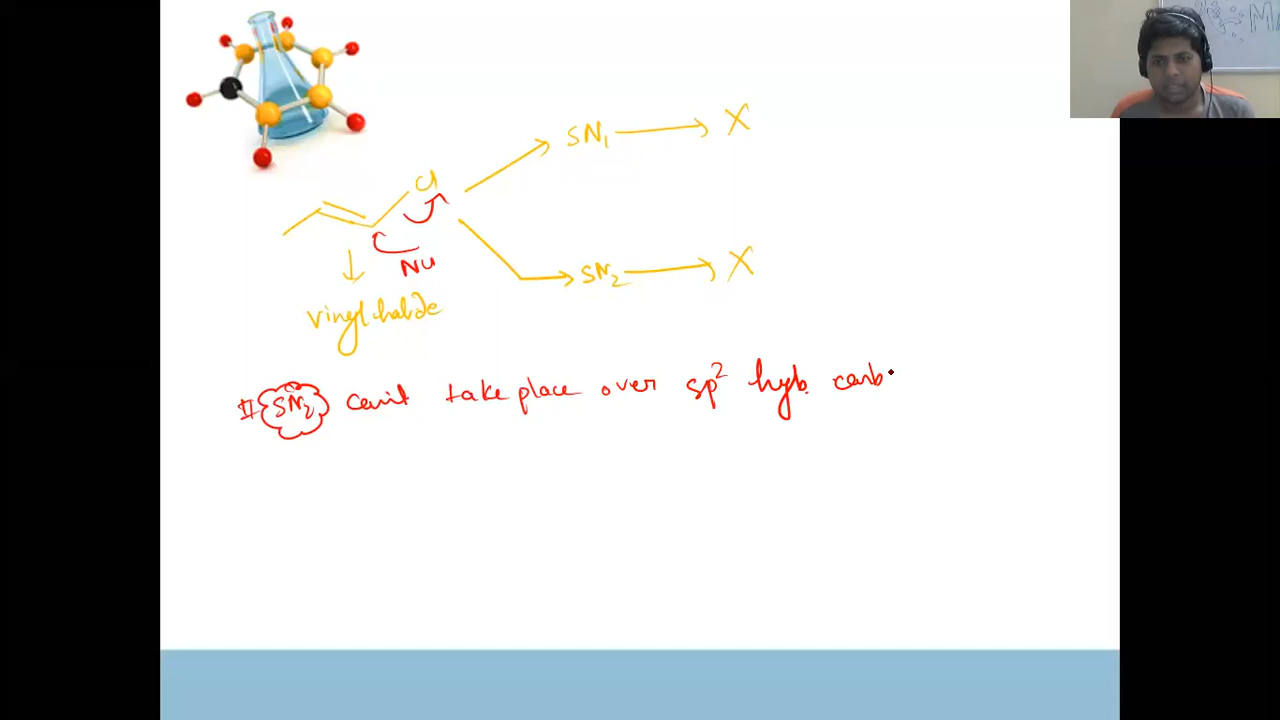 SN1 → X
Cl
Nu
SN2 → X
vinyl halide
# SN2 can't take place over sp² hyb. carb